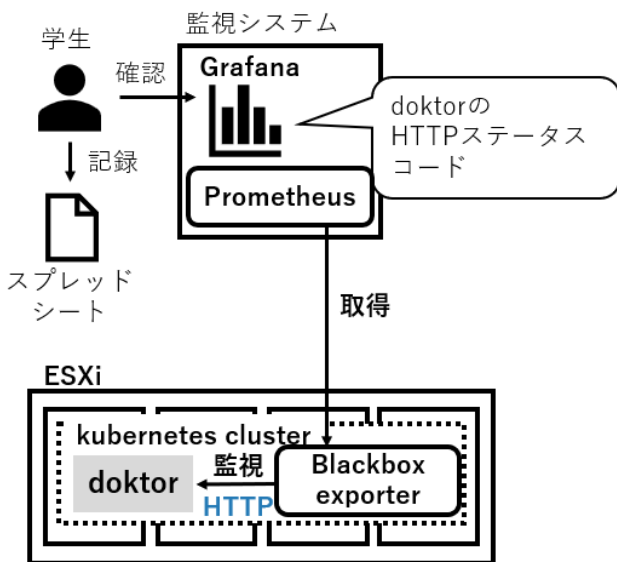 監視システム
学生
Grafana
確認
doktorの
HTTPステータス
コード
記録
Prometheus
スプレッド
シート
取得
ESXi
kubernetes cluster
監視
Blackbox
exporter
doktor
HTTP